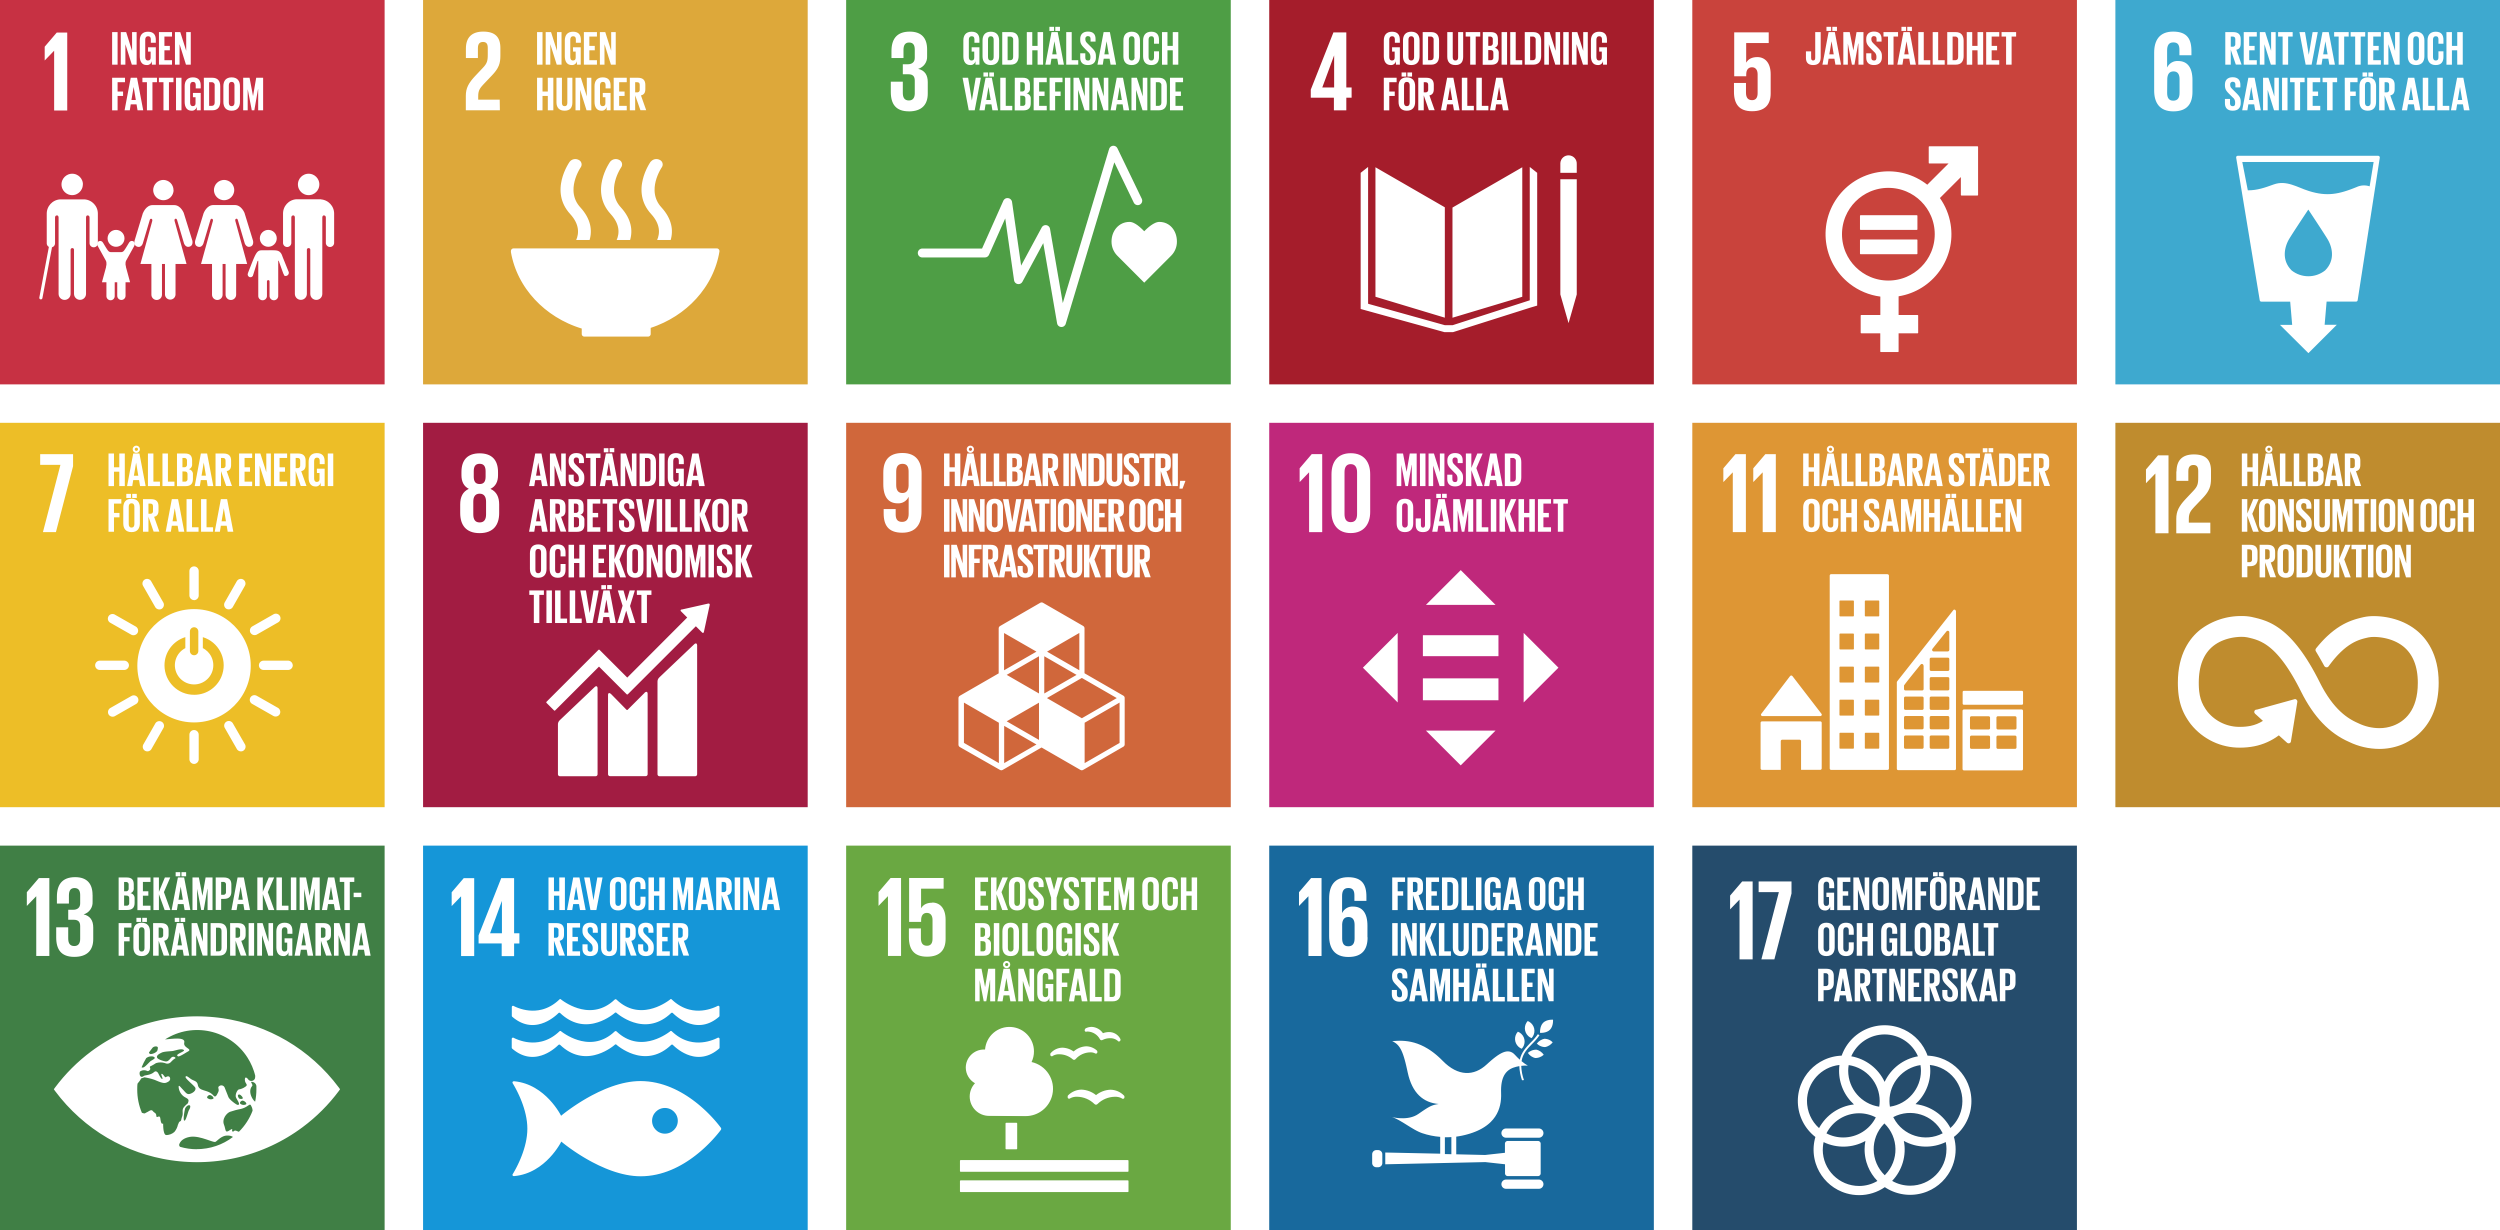 1
INGEN
FATTIGDOM
2
INGEN
HUNGER
3
GOD HÄLSA OCH
VÄLBEFINNANDE
4
GOD UTBILDNING
FÖR ALLA
5
JÄMSTÄLLDHET
6
RENT VATTEN OCH
SANITET FÖR ALLA
7
HÅLLBAR ENERGI
FÖR ALLA
8
ANSTÄNDIGA
ARBETSVILLKOR
OCH EKONOMISK
TILLVÄXT
9
HÅLLBAR INDUSTRI,
INNOVATIONER OCH
INFRASTRUKTUR
10
MINSKAD
OJÄMLIKHET
11
HÅLLBARA STÄDER
OCH SAMHÄLLEN
12
HÅLLBAR
KONSUMTION OCH
PRODUKTION
13
BEKÄMPA KLIMAT-
FÖRÄNDRINGARNA
14
HAV OCH MARINA
RESURSER
15
EKOSYSTEM OCH
BIOLOGISK
MÅNGFALD
16
FREDLIGA OCH
INKLUDERANDE
SAMHÄLLEN
17
GENOMFÖRANDE
OCH GLOBALT
PARTNERSKAP